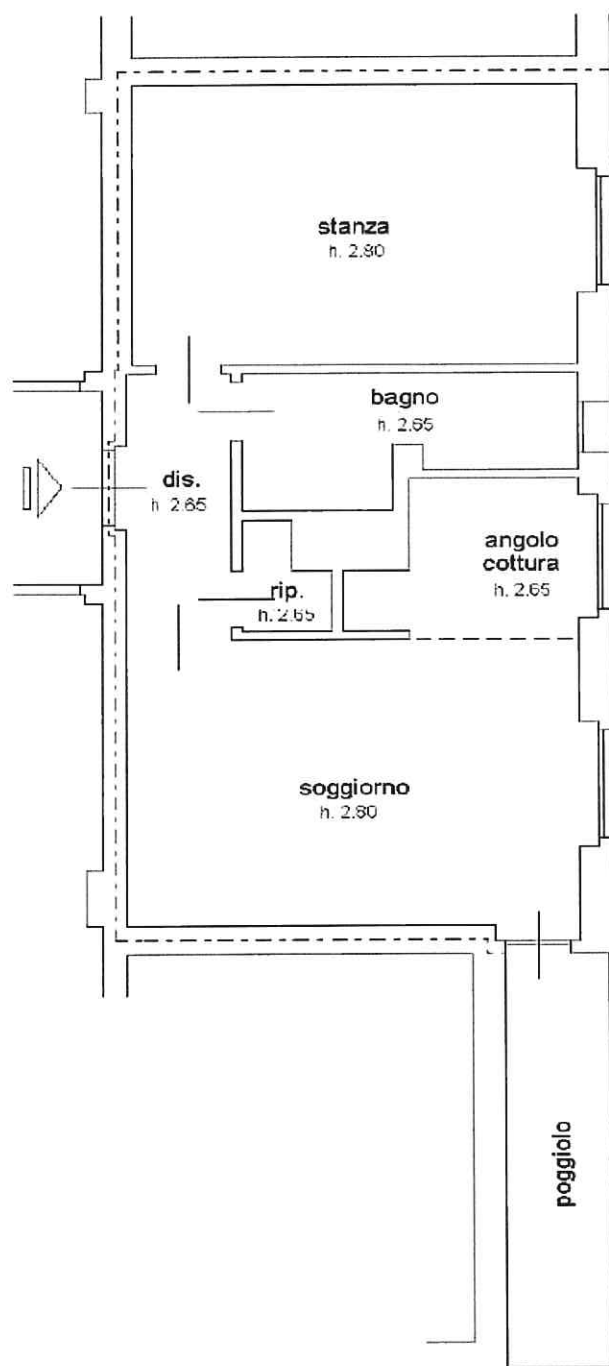 stanza
h. 2.80
bagno
h. 2.65
dis.
h. 2.65
angolo
cottura
h. 2.65
rip.
h. 2.65
soggiorno
h. 2.80
poggiolo